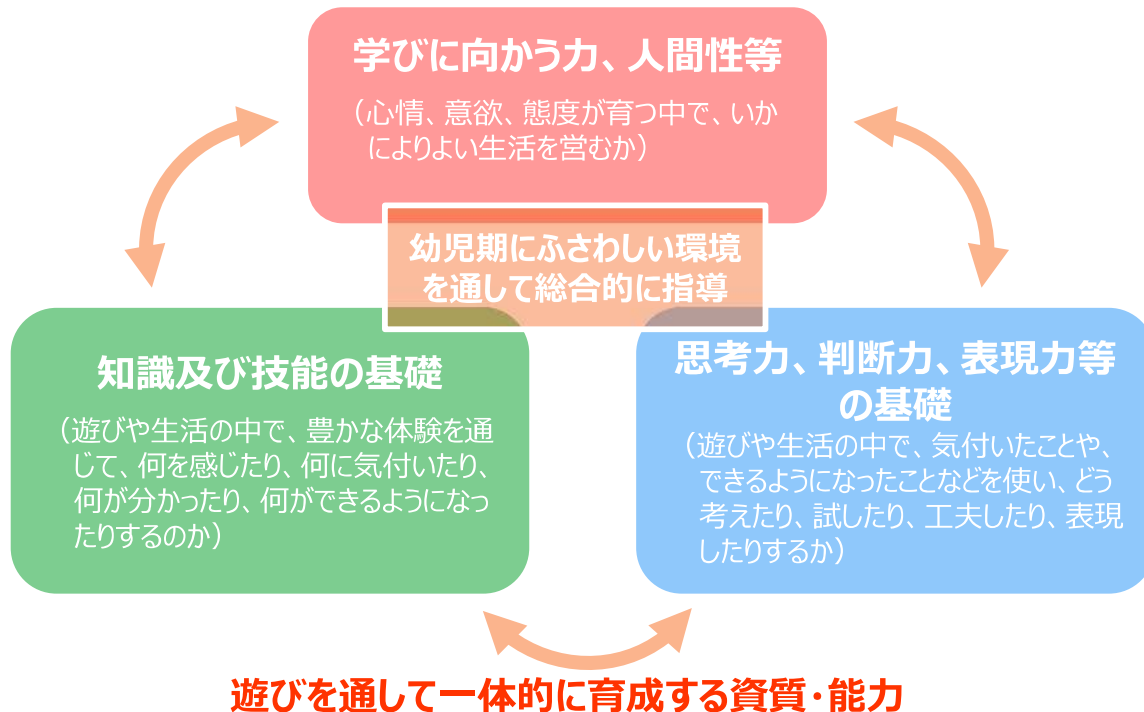 学びに向かう力、人間性等
（心情、意欲、態度が育つ中で、いか
によりよい生活を営むか）
幼児期にふさわしい環境
を通して総合的に指導
知識及び技能の基礎
（遊びや生活の中で、豊かな体験を通
じて、何を感じたり、何に気付いたり、
何が分かったり、何ができるようになっ
たりするのか）
思考力、判断力、表現力等
の基礎
（遊びや生活の中で、気付いたことや、
できるようになったことなどを使い、どう
考えたり、試したり、工夫したり、表現
したりするか）
遊びを通して一体的に育成する資質・能力